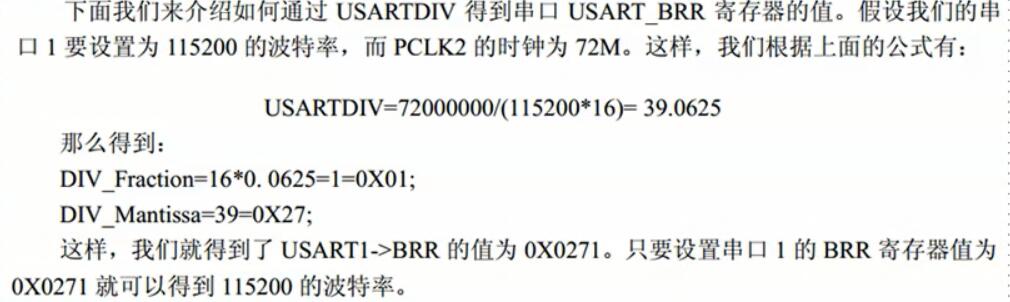 下面我们来介绍如何通过 USARTDIV 得到串口 USART_BRR 寄存器的值。假设我们的串
口 1 要设置为 115200 的波特率，而 PCLK2 的时钟为 72M。这样，我们根据上面的公式有：
USARTDIV=72000000/(115200*16)= 39.0625
那么得到：
DIV_Fraction=16*0. 0625=1=0X01;
DIV_Mantissa=39=0X27;
这样，我们就得到了 USART1->BRR 的值为 0X0271。只要设置串口 1 的 BRR 寄存器值为
0X0271 就可以得到 115200 的波特率。